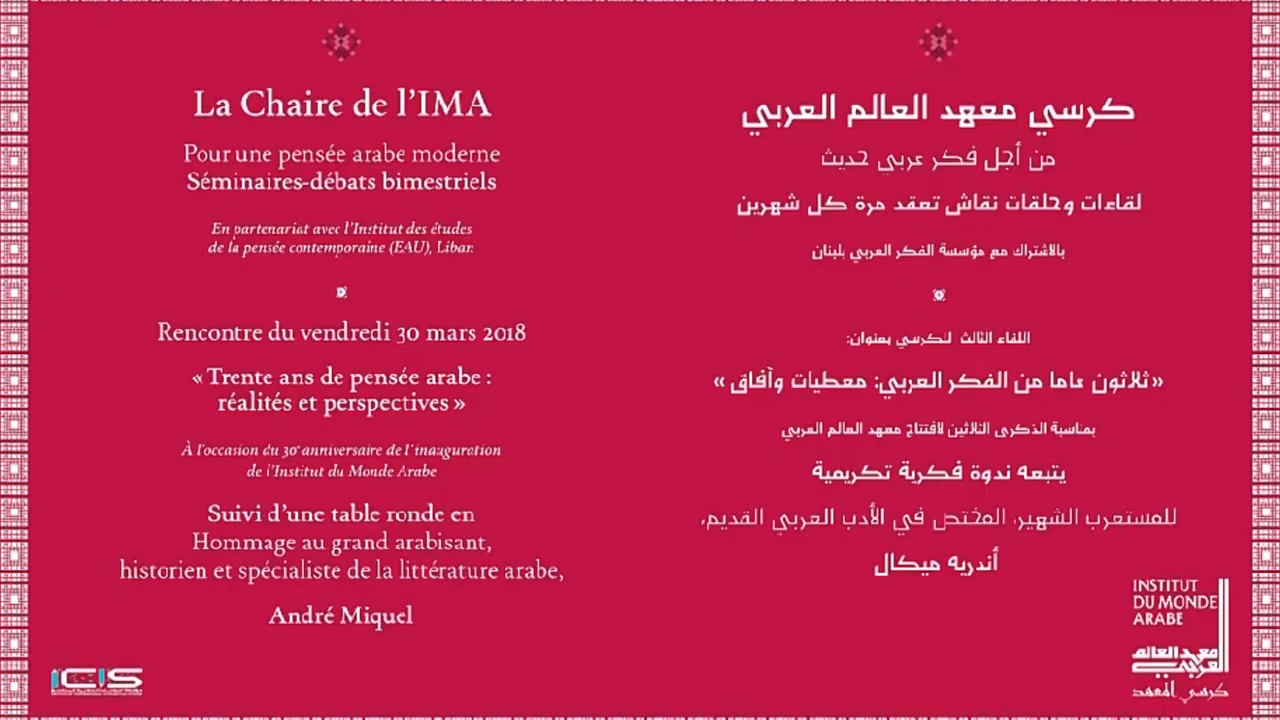 La Chaire de l'IMA
Pour une pensée arabe moderne
Séminaires-débats bimestriels
En partenariat avec l'Institut des études
de la pensée contemporaine (EAU), Liban
Rencontre du vendredi 30 mars 2018
« Trente ans de pensée arabe :
réalités et perspectives »
À l'occasion du 30e anniversaire de l'inauguration
de l'Institut du Monde Arabe
Suivi d'une table ronde en
Hommage au grand arabisant,
historien et spécialiste de la littérature arabe,
André Miquel
ICIS
كرسي معهد العالم العربي
من أجل فكر عربي حديث
لقاءات وحلقات نقاش تعقد مرة كل شهرين
بالاشتراك مع مؤسسة الفكر العربي بلبنان
اللقاء الثالث للكرسي بعنوان:
«ثلاثون عاما من الفكر العربي: معطيات وآفاق»
بمناسبة الذكرى الثلاثين لافتتاح معهد العالم العربي
يتبعه ندوة فكرية تكريمية
للمستعرب الشهير، المختص في الأدب العربي القديم،
أندريه ميكال
INSTITUT
DU MONDE
ARABE
معهد العالم
العربي
كرسي المعهد